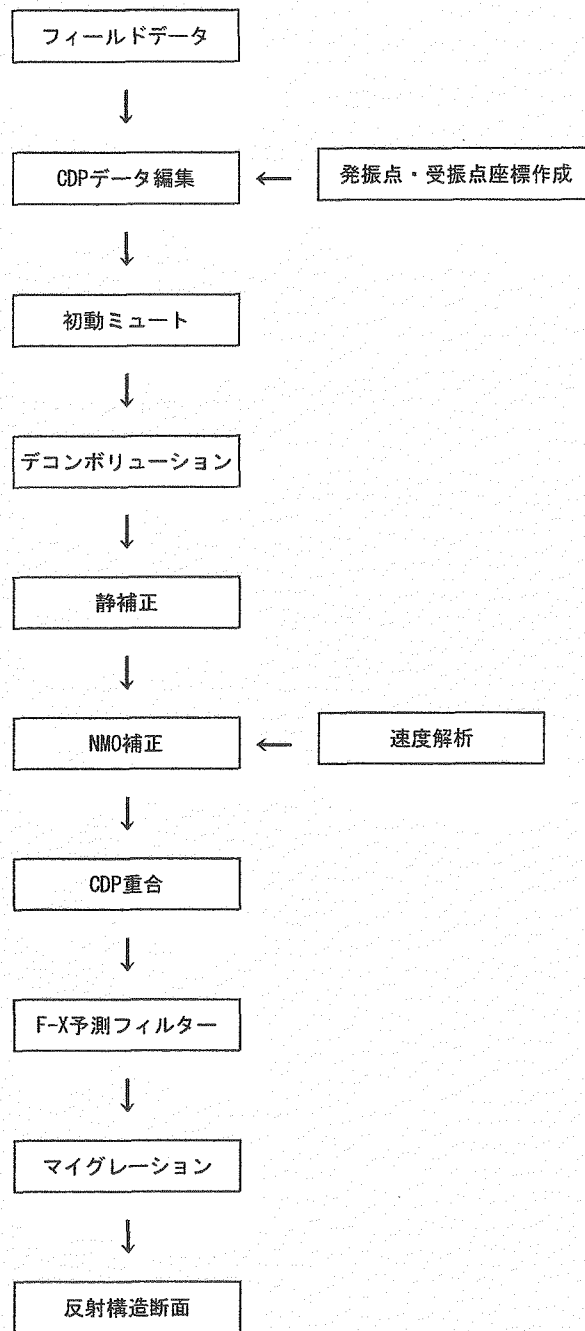 フィールドデータ
CDPデータ編集
発振点・受振点座標作成
初動ミュート
デコンボリューション
静補正
NMO補正
速度解析
CDP重合
F-X予測フィルター
マイグレーション
反射構造断面